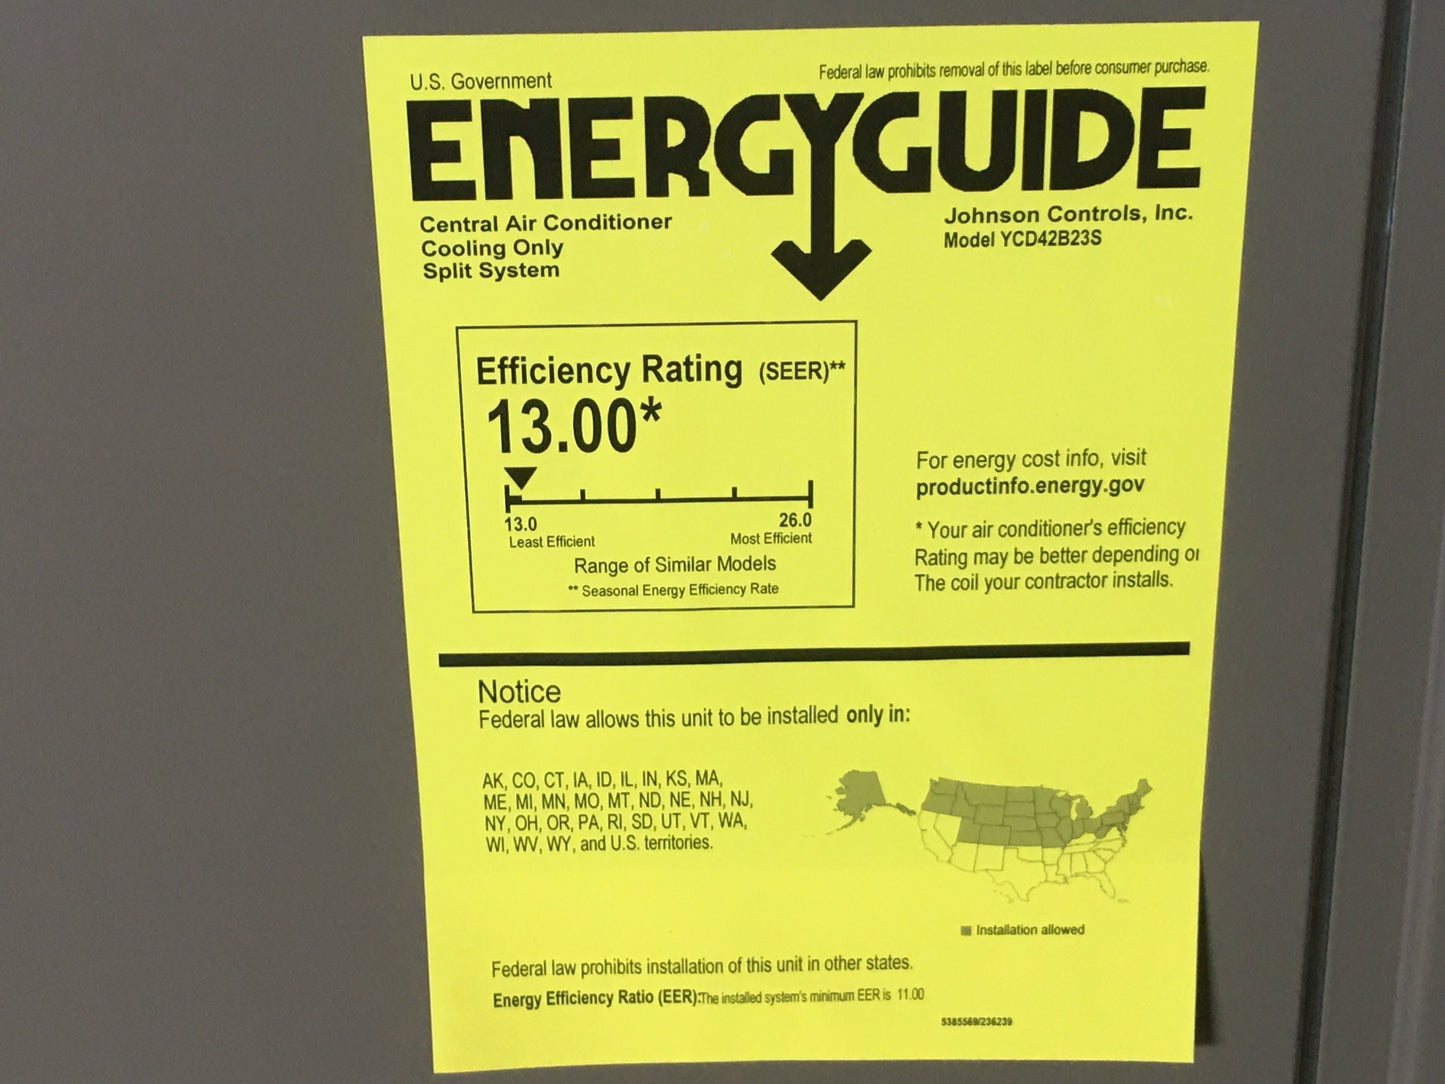 U.S. Government
Federal law prohibits removal of this label before consumer purchase.
ENERGYGUIDE
Central Air Conditioner
Cooling Only
Split System
Johnson Controls, Inc.
Model YCD42B23S
Efficiency Rating (SEER)**
13.00*
13.0
26.0
Least Efficient
Most Efficient
Range of Similar Models
** Seasonal Energy Efficiency Rate
For energy cost info, visit
productinfo.energy.gov
* Your air conditioner's efficiency
Rating may be better depending or
The coil your contractor installs.
Notice
Federal law allows this unit to be installed only in:
AK, CO, CT, IA, ID, IL, IN, KS, MA,
ME, MI, MN, MO, MT, ND, NE, NH, NJ,
NY, OH, OR, PA, RI, SD, UT, VT, WA,
WI, WV, WY, and U.S. territories.
Installation allowed
Federal law prohibits installation of this unit in other states.
Energy Efficiency Ratio (EER):The installed system's minimum EER is 11.00
S385569/236239